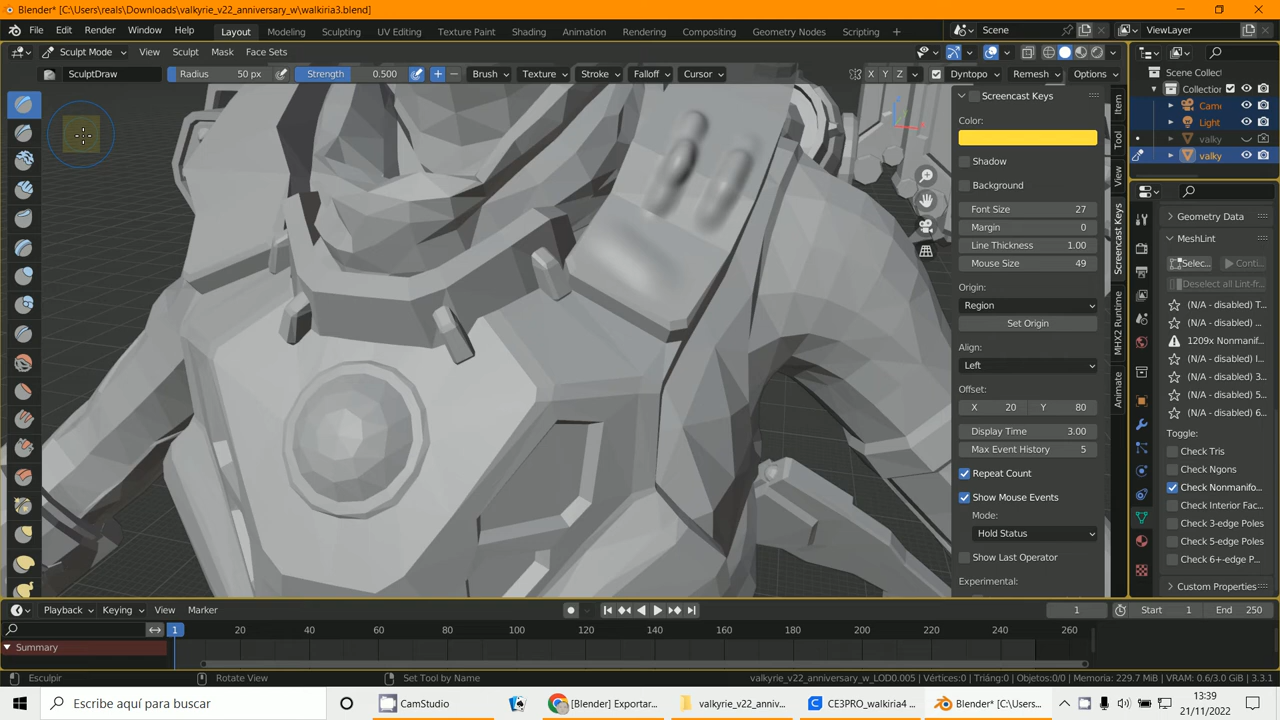 Blender* [C:\Users\reals\Downloads\valkyrie_v22_anniversary_w\walkiria3.blend]
File Edit Render Window Help Layout Modeling Sculpting UV Editing Texture Paint Shading Animation Rendering Compositing Geometry Nodes Scripting Scene ViewLayer
Sculpt Mode View Sculpt Mask Face Sets
SculptDraw Radius 50 px Strength 0.500 Brush Texture Stroke Falloff Cursor X Y Z Dyntopo Remesh Options
Scene Collec
Collection
Came
Light
valky
valky
Screencast Keys
Color:
Shadow
Background
Font Size 27
Margin 0
Line Thickness 1.00
Mouse Size 49
Origin:
Region
Set Origin
Align:
Left
Offset:
X 20 Y 80
Display Time 3.00
Max Event History 5
Repeat Count
Show Mouse Events
Mode:
Hold Status
Show Last Operator
Experimental:
Item
Tool
View
Screencast Keys
MHX2 Runtime
Animate
Geometry Data
MeshLint
Selec... Conti...
Deselect all Lint-fr...
(N/A - disabled) T...
(N/A - disabled) ...
1209x Nonmanif...
(N/A - disabled) I...
(N/A - disabled) 3...
(N/A - disabled) 5...
(N/A - disabled) 6...
Toggle:
Check Tris
Check Ngons
Check Nonmanifo...
Check Interior Fac...
Check 3-edge Poles
Check 5-edge Poles
Check 6+-edge P...
Custom Properties
Playback Keying View Marker 1 Start 1 End 250
1 20 40 60 80 100 120 140 160 180 200 220 240 260
Summary
Esculpir Rotate View Set Tool by Name valkyrie_v22_anniversary_w_LOD0.005 | Vértices:0 | Triáng:0 | Objetos:0/0 | Memoria: 229.7 MiB | VRAM: 0.6/3.0 GiB | 3.3.1
Escribe aquí para buscar CamStudio [Blender] Exportar... valkyrie_v22_anniv... CE3PRO_walkiria4 ... Blender* [C:\Users... 13:39
21/11/2022